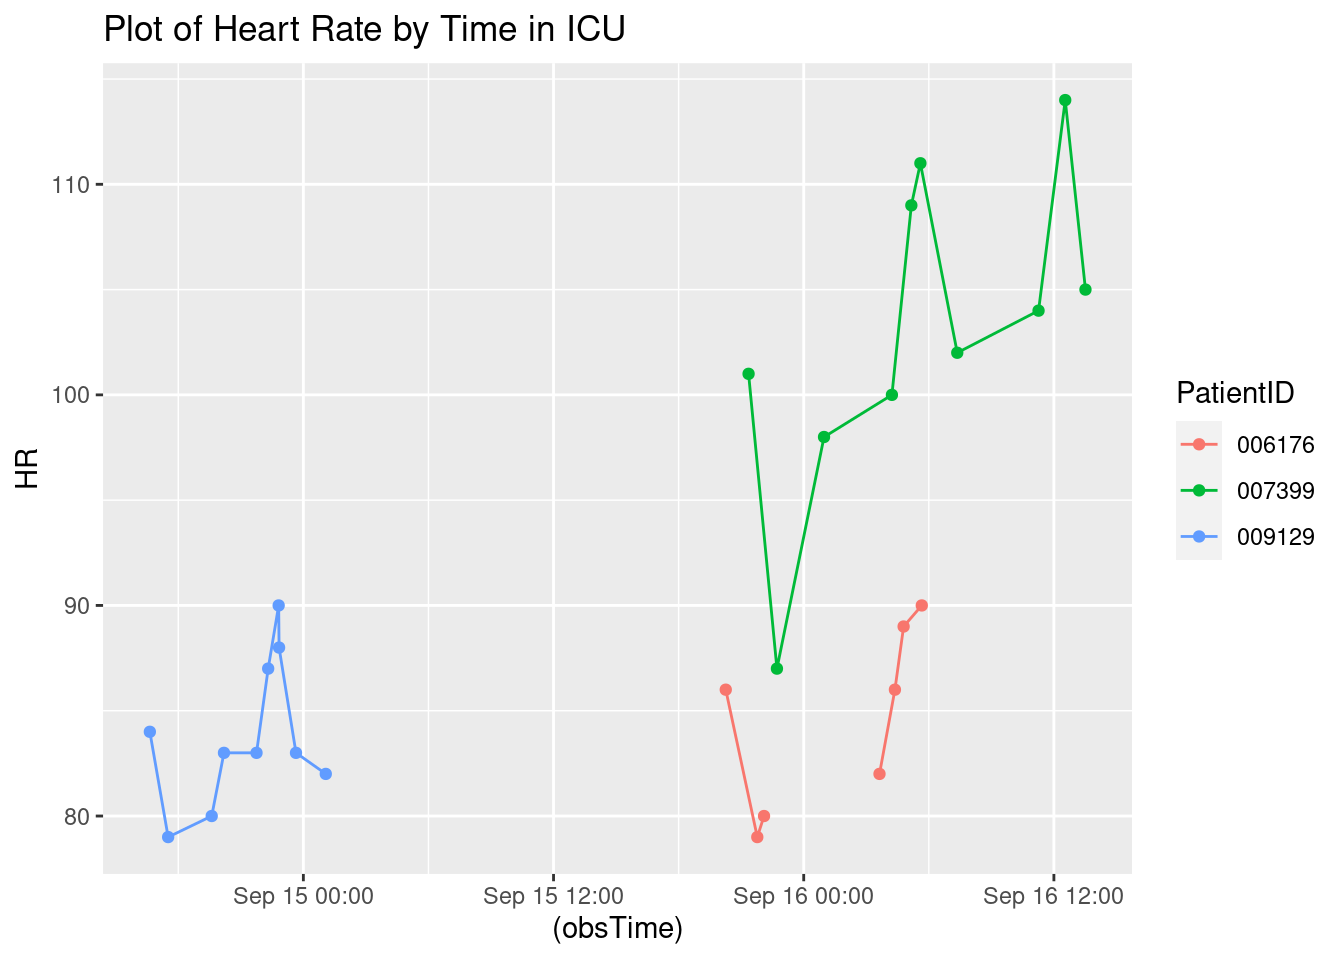 Plot of Heart Rate by Time in ICU
110
100
90
80
HR
Sep 15 00:00
Sep 15 12:00
Sep 16 00:00
Sep 16 12:00
(obsTime)
PatientID
006176
007399
009129